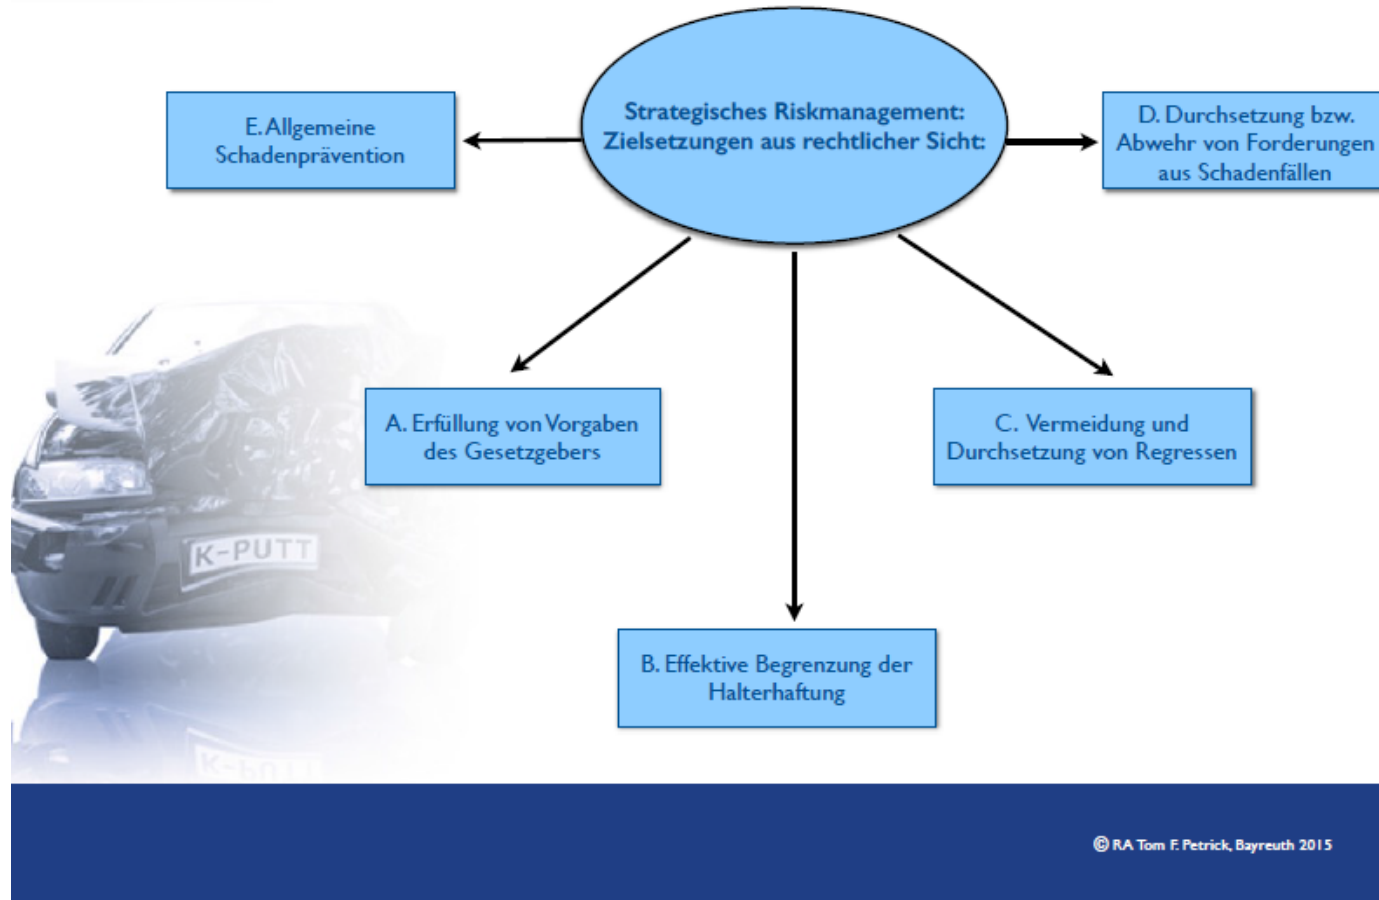 Strategisches Riskmanagement:
Zielsetzungen aus rechtlicher Sicht:
E. Allgemeine
Schadenprävention
D. Durchsetzung bzw.
Abwehr von Forderungen
aus Schadenfällen
A. Erfüllung von Vorgaben
des Gesetzgebers
C. Vermeidung und
Durchsetzung von Regressen
K-PUTT
B. Effektive Begrenzung der
Halterhaftung
© RA Tom F. Petrick, Bayreuth 2015